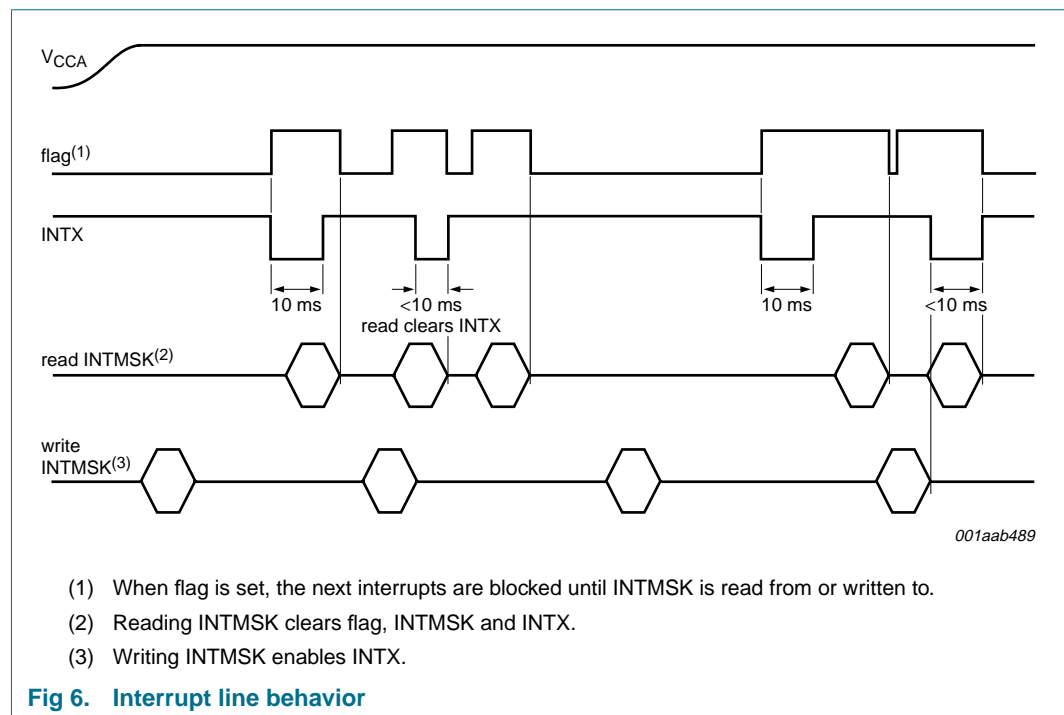 VCCA
flag(1)
INTX
10 ms
<10 ms
10 ms
<10 ms
read clears INTX
read INTMSK(2)
write
INTMSK(3)
001aab489
(1) When flag is set, the next interrupts are blocked until INTMSK is read from or written to.
(2) Reading INTMSK clears flag, INTMSK and INTX.
(3) Writing INTMSK enables INTX.
Fig 6. Interrupt line behavior